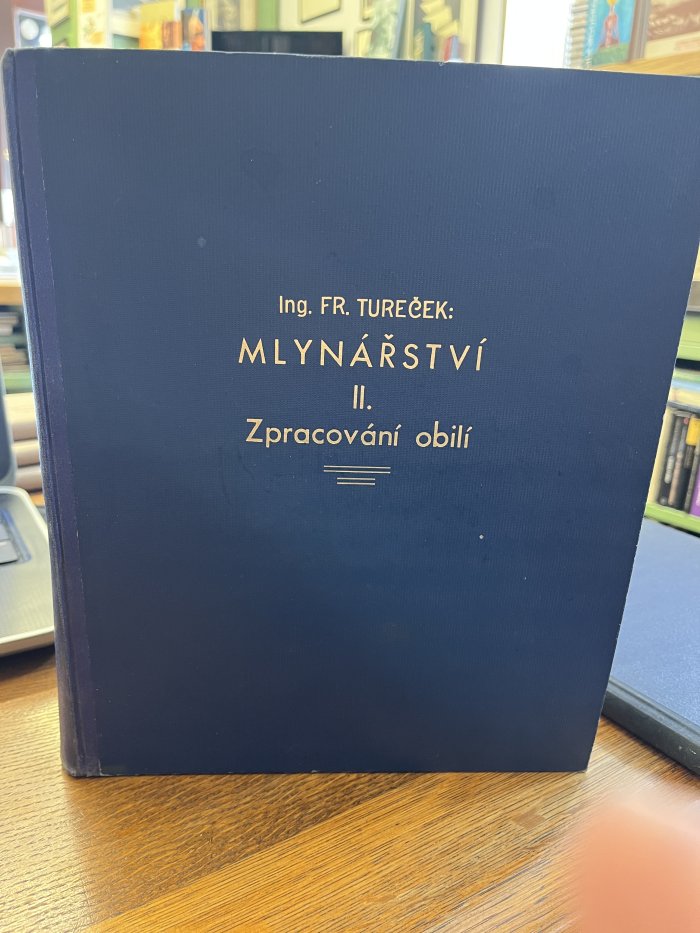 Ing. FR. TUREČEK:
MLYNÁŘSTVÍ
II.
Zpracování obilí